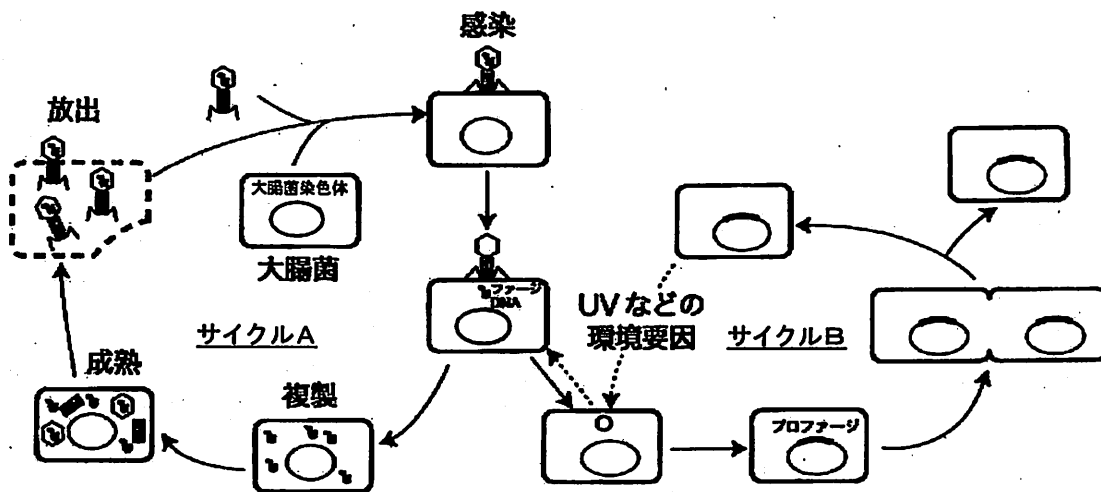 感染
放出
大腸菌染色体
大腸菌
ファージ
DNA
UVなどの
環境要因
サイクルA
サイクルB
成熟
複製
プロファージ